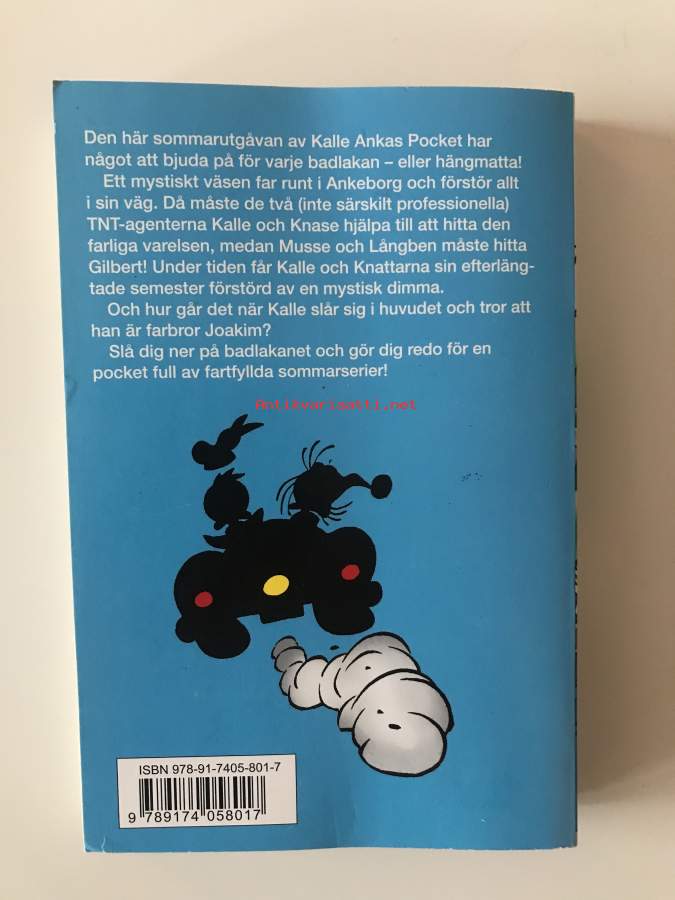 Den här sommarutgåvan av Kalle Ankas Pocket har
något att bjuda på för varje badlakan – eller hängmatta!
Ett mystiskt väsen far runt i Ankeborg och förstör allt
i sin väg. Då måste de två (inte särskilt professionella)
TNT-agenterna Kalle och Knase hjälpa till att hitta den
farliga varelsen, medan Musse och Långben måste hitta
Gilbert! Under tiden får Kalle och Knattarna sin efterläng-
tade semester förstörd av en mystisk dimma.
Och hur går det när Kalle slår sig i huvudet och tror att
han är farbror Joakim?
Slå dig ner på badlakanet och gör dig redo för en
pocket full av fartfyllda sommarserier!
Antikvariaatti.net
ISBN 978-91-7405-801-7
9 789174 058017